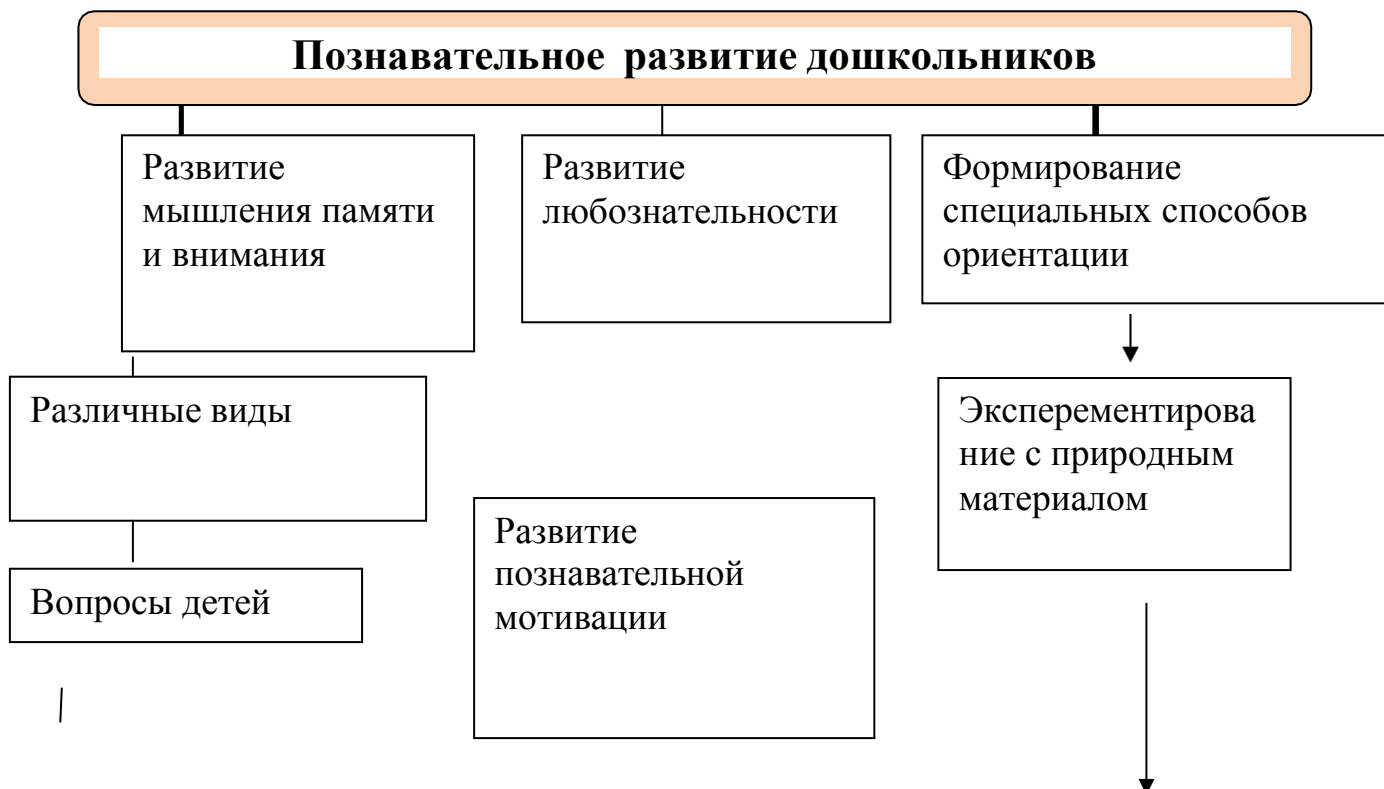 Познавательное  развитие дошкольников
Развитие
мышления памяти
и внимания
Развитие
любознательности
Формирование
специальных способов
ориентации
Различные виды
Эксперементирова
ние с природным
материалом
Развитие
познавательной
мотивации
Вопросы детей